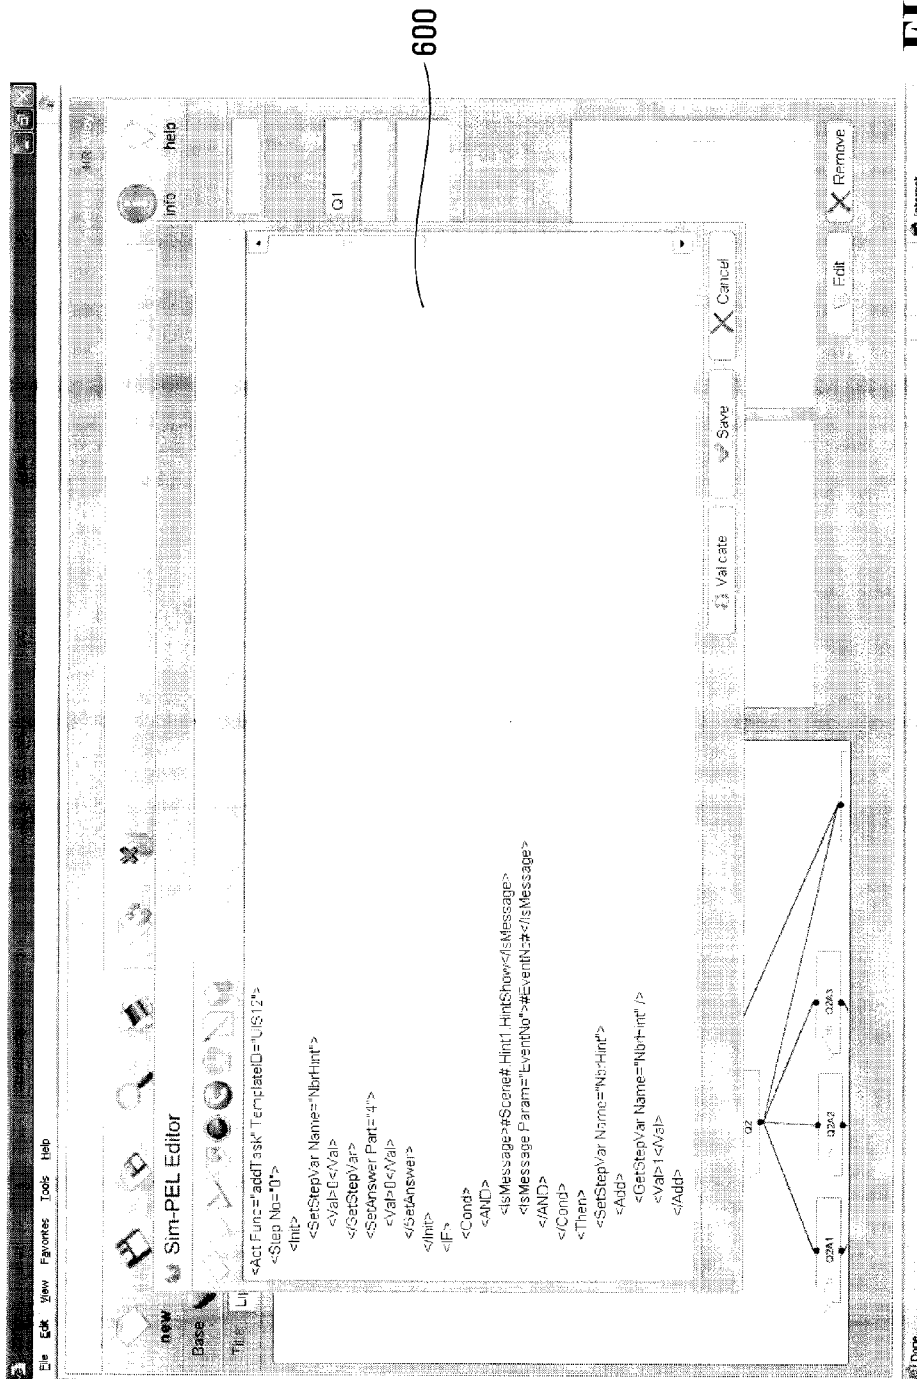 File Edit View Favorites Tools Help
new
info
help
Sim-PEL Editor
Base
Q1
<Act Func="addTask" TemplateID="UIS12">
<Step No="0">
<Init>
<SetStepVar Name="NbrHint">
<Val>0</Val>
</SetStepVar>
<SetAnswer Part="4">
<Val>0</Val>
</SetAnswer>
</Init>
<IF>
<Cond>
<AND>
<IsMessage>#Scene#.Hint1.HintShow</IsMessage>
<IsMessage Param="EventNo">#EventNo#</IsMessage>
</AND>
</Cond>
<Then>
<SetStepVar Name="NbrHint">
<Add>
<GetStepVar Name="NbrHint" />
<Val>1</Val>
</Add>
Validate
Save
Cancel
Q2
Q2A1
Q2A2
Q2A3
Edit
Remove
600